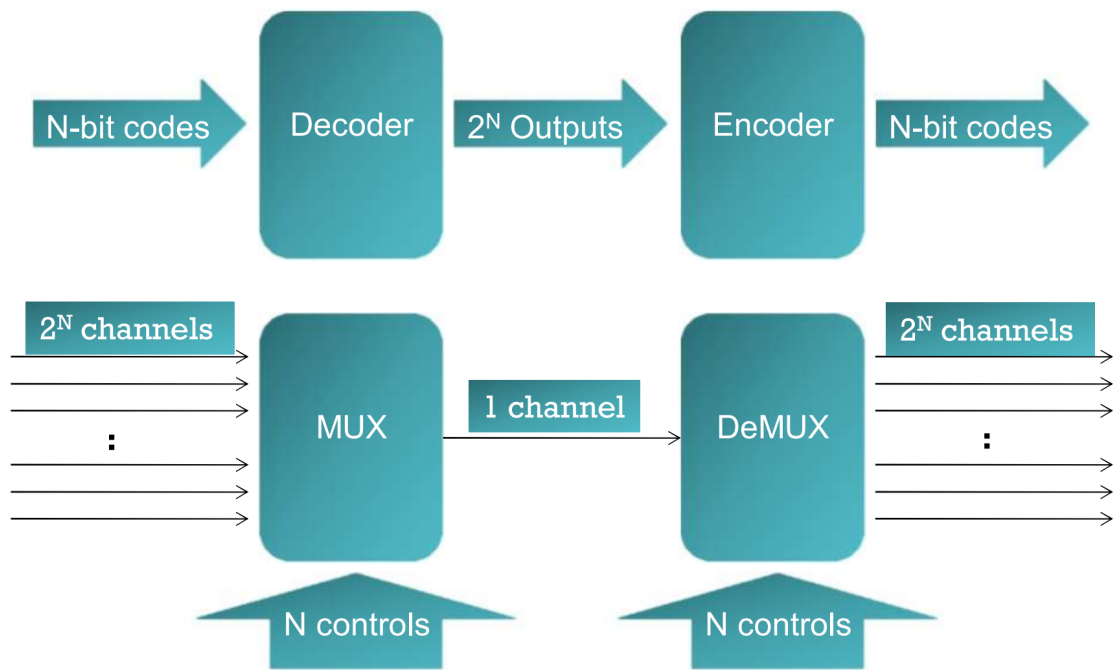 N-bit codes
Decoder
2ᴺ Outputs
Encoder
N-bit codes
2ᴺ channels
MUX
1 channel
DeMUX
2ᴺ channels
:
:
N controls
N controls